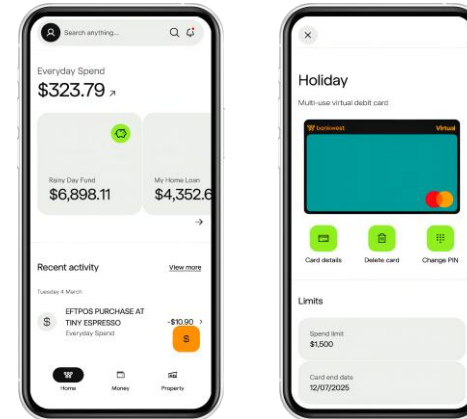 Search anything...
Everyday Spend
$323.79
Rainy Day Fund
$6,898.11
My Home Loan
$4,352.6
Recent activity
View more
Tuesday 4 March
$
EFTPOS PURCHASE AT
TINY ESPRESSO
-$10.90
Everyday Spend
$
Home
Money
Property
Holiday
Multi-use virtual debit card
bankwest
Virtual
Card details
Delete card
Change PIN
Limits
Spend limit
$1,500
Card end date
12/07/2025